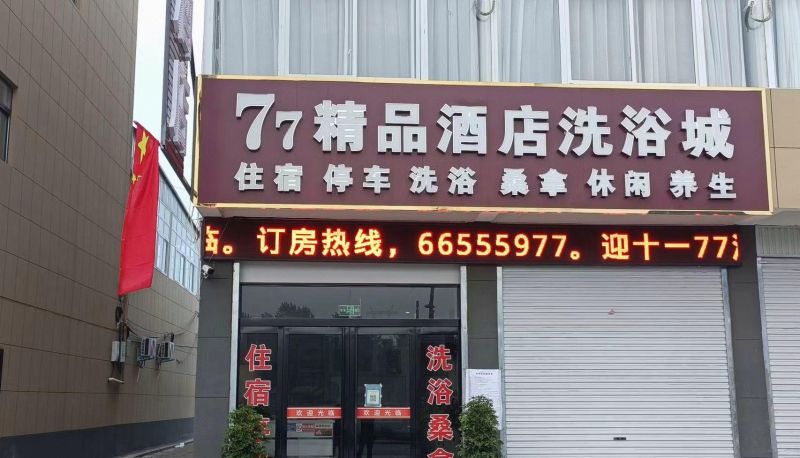 77精品酒店洗浴城
住宿 停车 洗浴 桑拿 休闲 养生
临。订房热线，66555977。迎十一77
住宿
洗浴桑拿
欢迎光临
欢迎光临